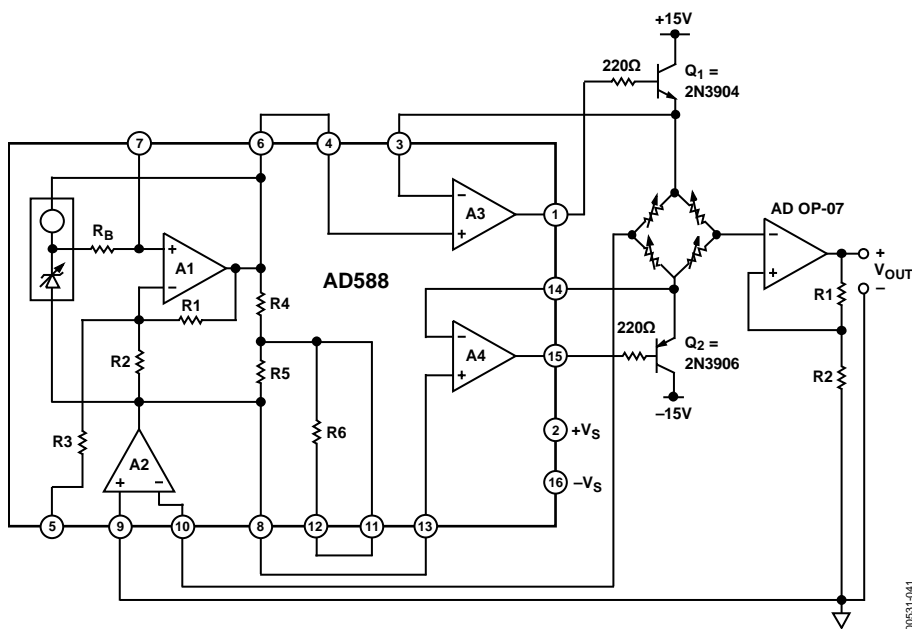 +15V
220Ω
Q1 =
2N3904
7
6
4
3
RB
+
–
A1
A3
–
+
1
AD588
AD OP-07
–
+
+
VOUT
–
R1
R4
R1
R2
R5
R3
R6
14
A4
–
+
15
220Ω
Q2 =
2N3906
R2
–15V
2
+VS
A2
+
–
16
–VS
5
9
10
8
12
11
13
00531-041